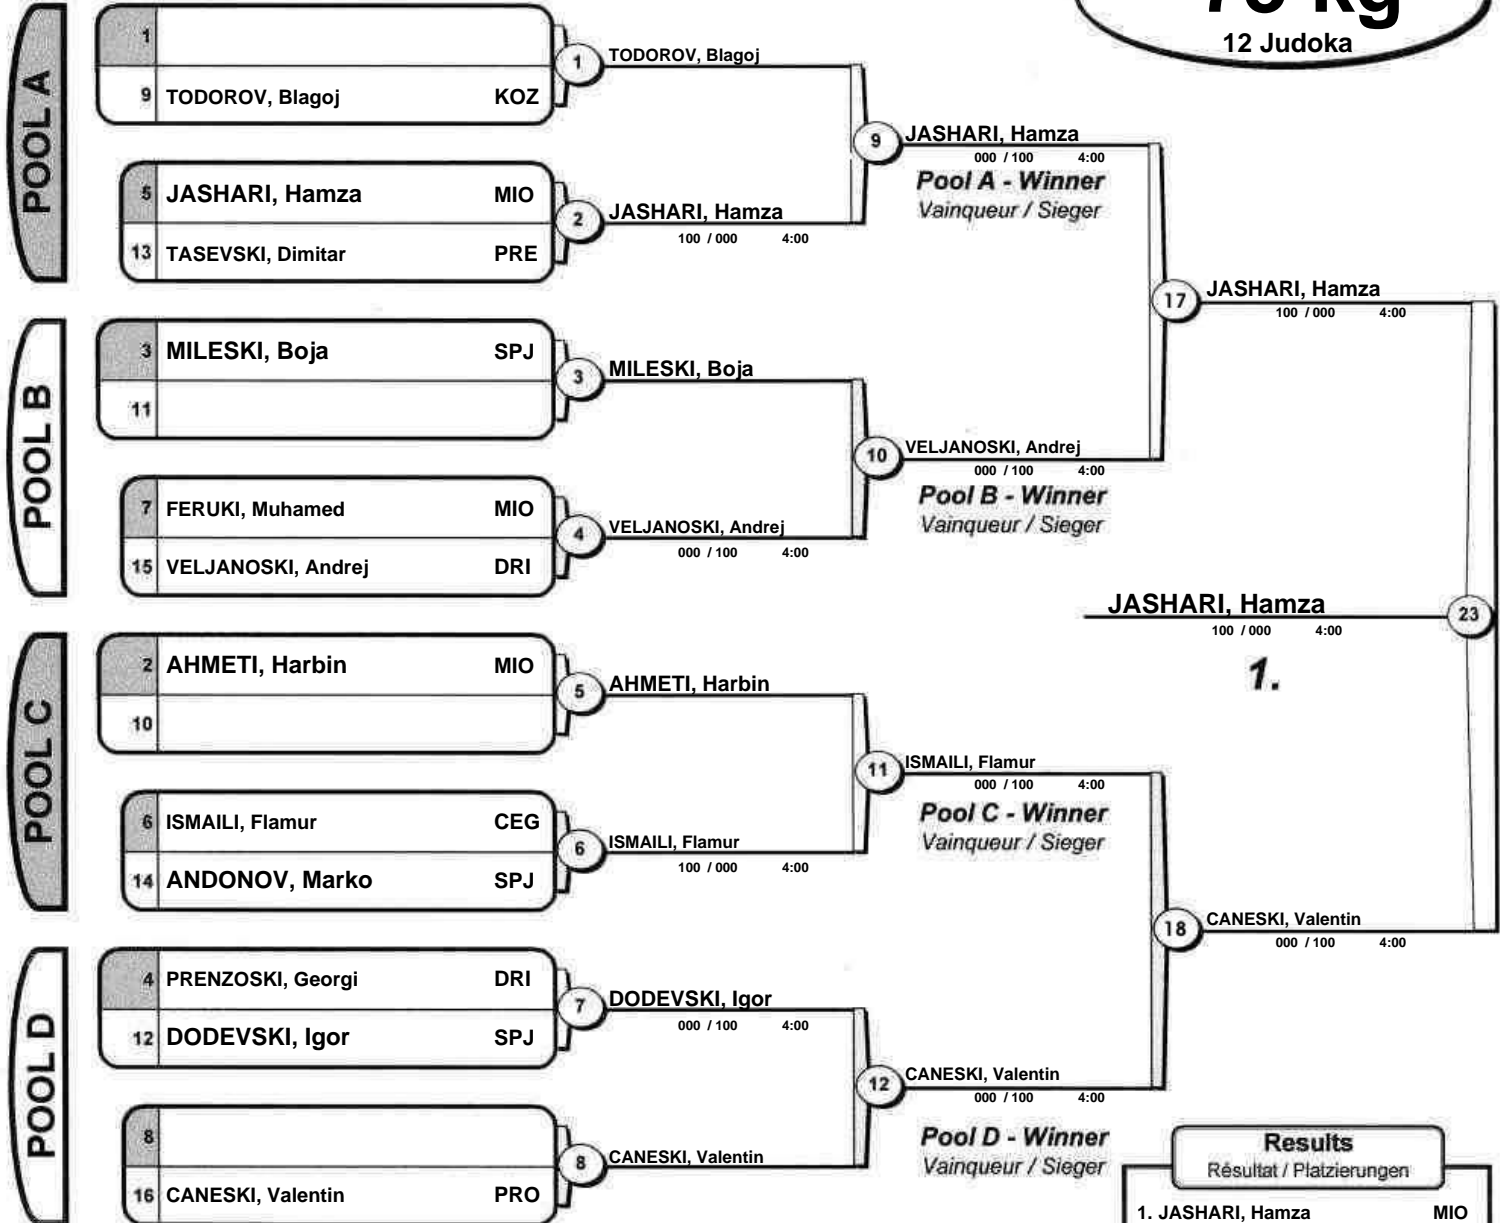 12 Judoka
POOL A
1
9 TODOROV, Blagoj KOZ
1
TODOROV, Blagoj
5 JASHARI, Hamza MIO
13 TASEVSKI, Dimitar PRE
2
JASHARI, Hamza
100 / 000 4:00
9
JASHARI, Hamza
000 / 100 4:00
Pool A - Winner
Vainqueur / Sieger
POOL B
3 MILESKI, Boja SPJ
11
3
MILESKI, Boja
7 FERUKI, Muhamed MIO
15 VELJANOSKI, Andrej DRI
4
VELJANOSKI, Andrej
000 / 100 4:00
10
VELJANOSKI, Andrej
000 / 100 4:00
Pool B - Winner
Vainqueur / Sieger
17
JASHARI, Hamza
100 / 000 4:00
JASHARI, Hamza
100 / 000 4:00
1.
23
POOL C
2 AHMETI, Harbin MIO
10
5
AHMETI, Harbin
6 ISMAILI, Flamur CEG
14 ANDONOV, Marko SPJ
6
ISMAILI, Flamur
100 / 000 4:00
11
ISMAILI, Flamur
000 / 100 4:00
Pool C - Winner
Vainqueur / Sieger
POOL D
4 PRENZOSKI, Georgi DRI
12 DODEVSKI, Igor SPJ
7
DODEVSKI, Igor
000 / 100 4:00
8
16 CANESKI, Valentin PRO
8
CANESKI, Valentin
12
CANESKI, Valentin
000 / 100 4:00
Pool D - Winner
Vainqueur / Sieger
18
CANESKI, Valentin
000 / 100 4:00
Results
Résultat / Platzierungen
1. JASHARI, Hamza MIO